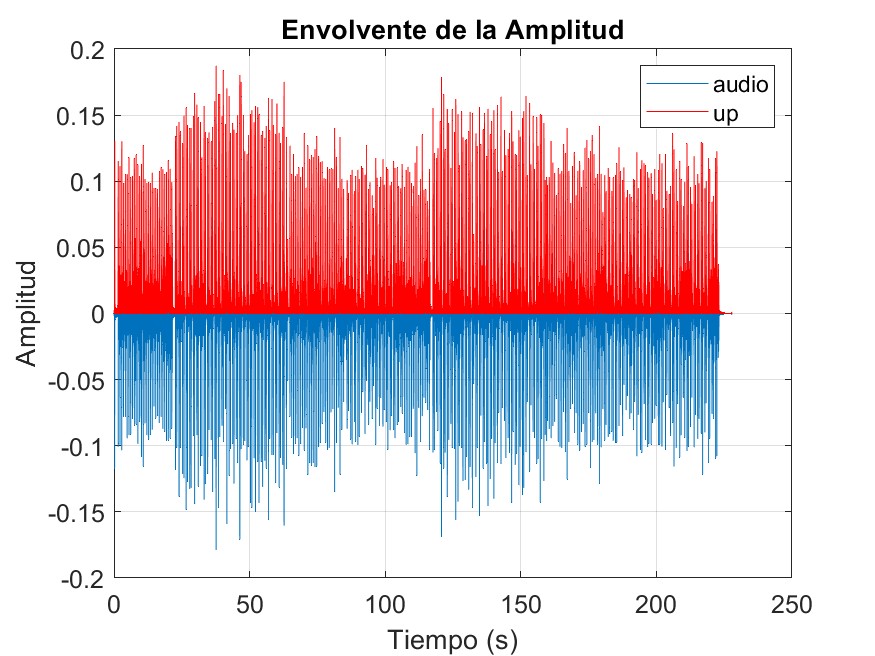 Envolvente de la Amplitud
audio
up
0.2
0.15
0.1
0.05
0
-0.05
-0.1
-0.15
-0.2
Amplitud
0 50 100 150 200 250
Tiempo (s)